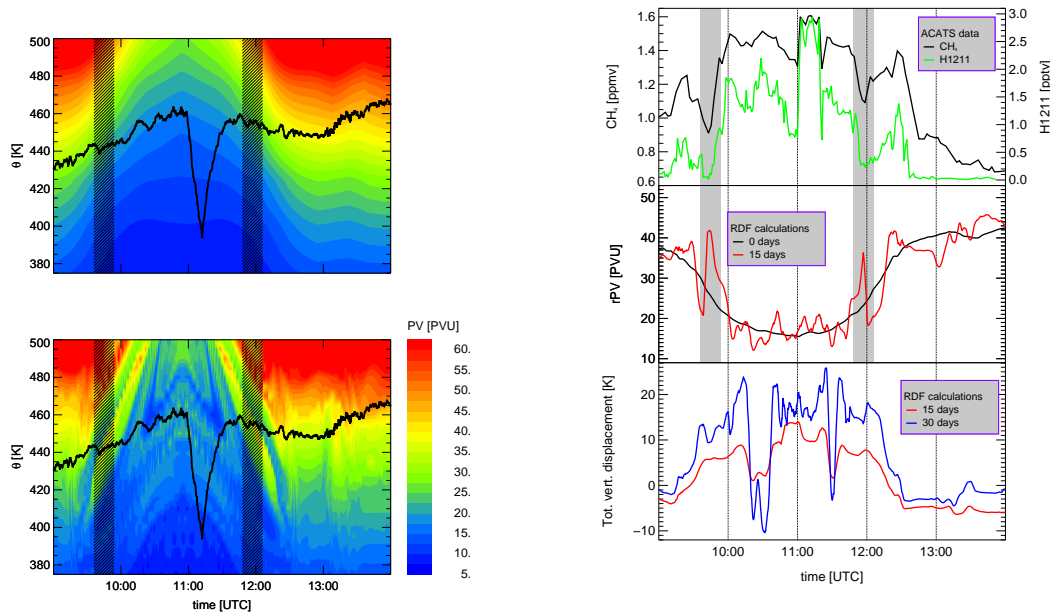 500
480
460
440
420
400
380
θ [K]
500
480
460
440
420
400
380
θ [K]
10:00 11:00 12:00 13:00
time [UTC]
PV [PVU]
60.
55.
50.
45.
40.
35.
30.
25.
20.
15.
10.
5.
1.6
1.4
1.2
1.0
0.8
0.6
CH₄ [ppmv]
ACATS data
CH₄
H1211
3.0
2.5
2.0
1.5
1.0
0.5
0.0
H1211 [pptv]
50
40
30
20
10
rPV [PVU]
RDF calculations
0 days
15 days
20
10
0
−10
Tot. vert. displacement [K]
RDF calculations
15 days
30 days
10:00 11:00 12:00 13:00
time [UTC]